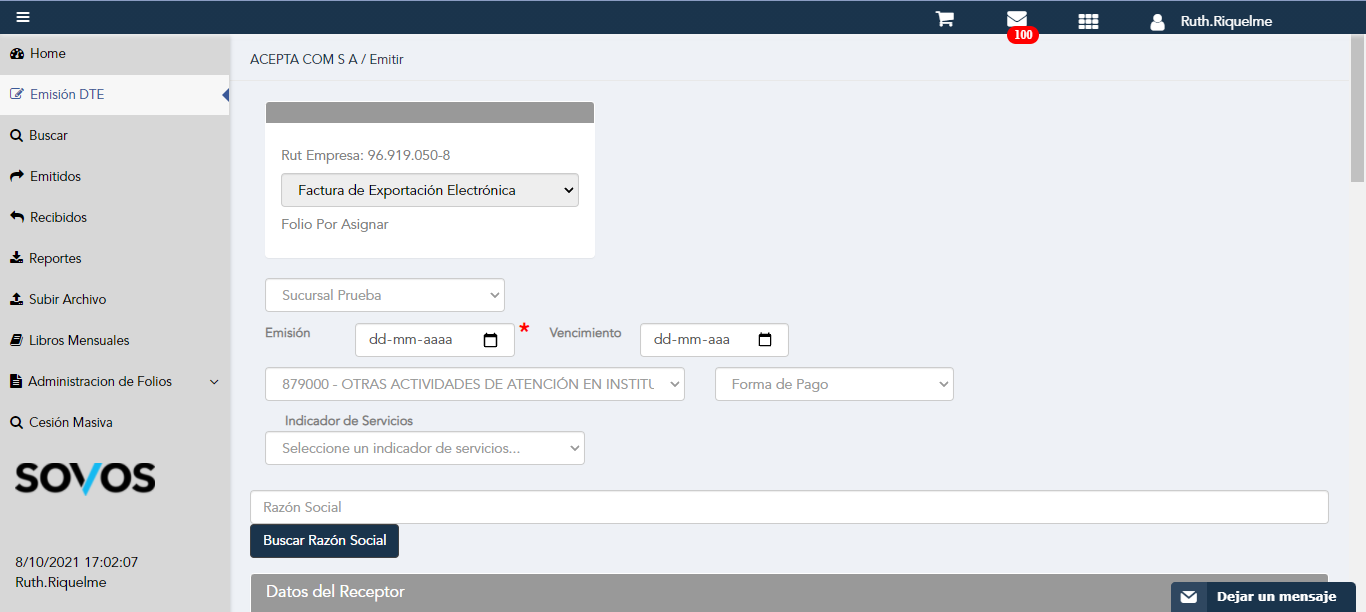 Ruth.Riquelme
100
Home
Emisión DTE
Buscar
Emitidos
Recibidos
Reportes
Subir Archivo
Libros Mensuales
Administracion de Folios
Cesión Masiva
SOVOS
8/10/2021 17:02:07
Ruth.Riquelme
ACEPTA COM S A / Emitir
Rut Empresa: 96.919.050-8
Factura de Exportación Electrónica
Folio Por Asignar
Sucursal Prueba
Emisión dd-mm-aaaa * Vencimiento dd-mm-aaa
879000 - OTRAS ACTIVIDADES DE ATENCIÓN EN INSTITU Forma de Pago
Indicador de Servicios
Seleccione un indicador de servicios...
Razón Social
Buscar Razón Social
Datos del Receptor
Dejar un mensaje